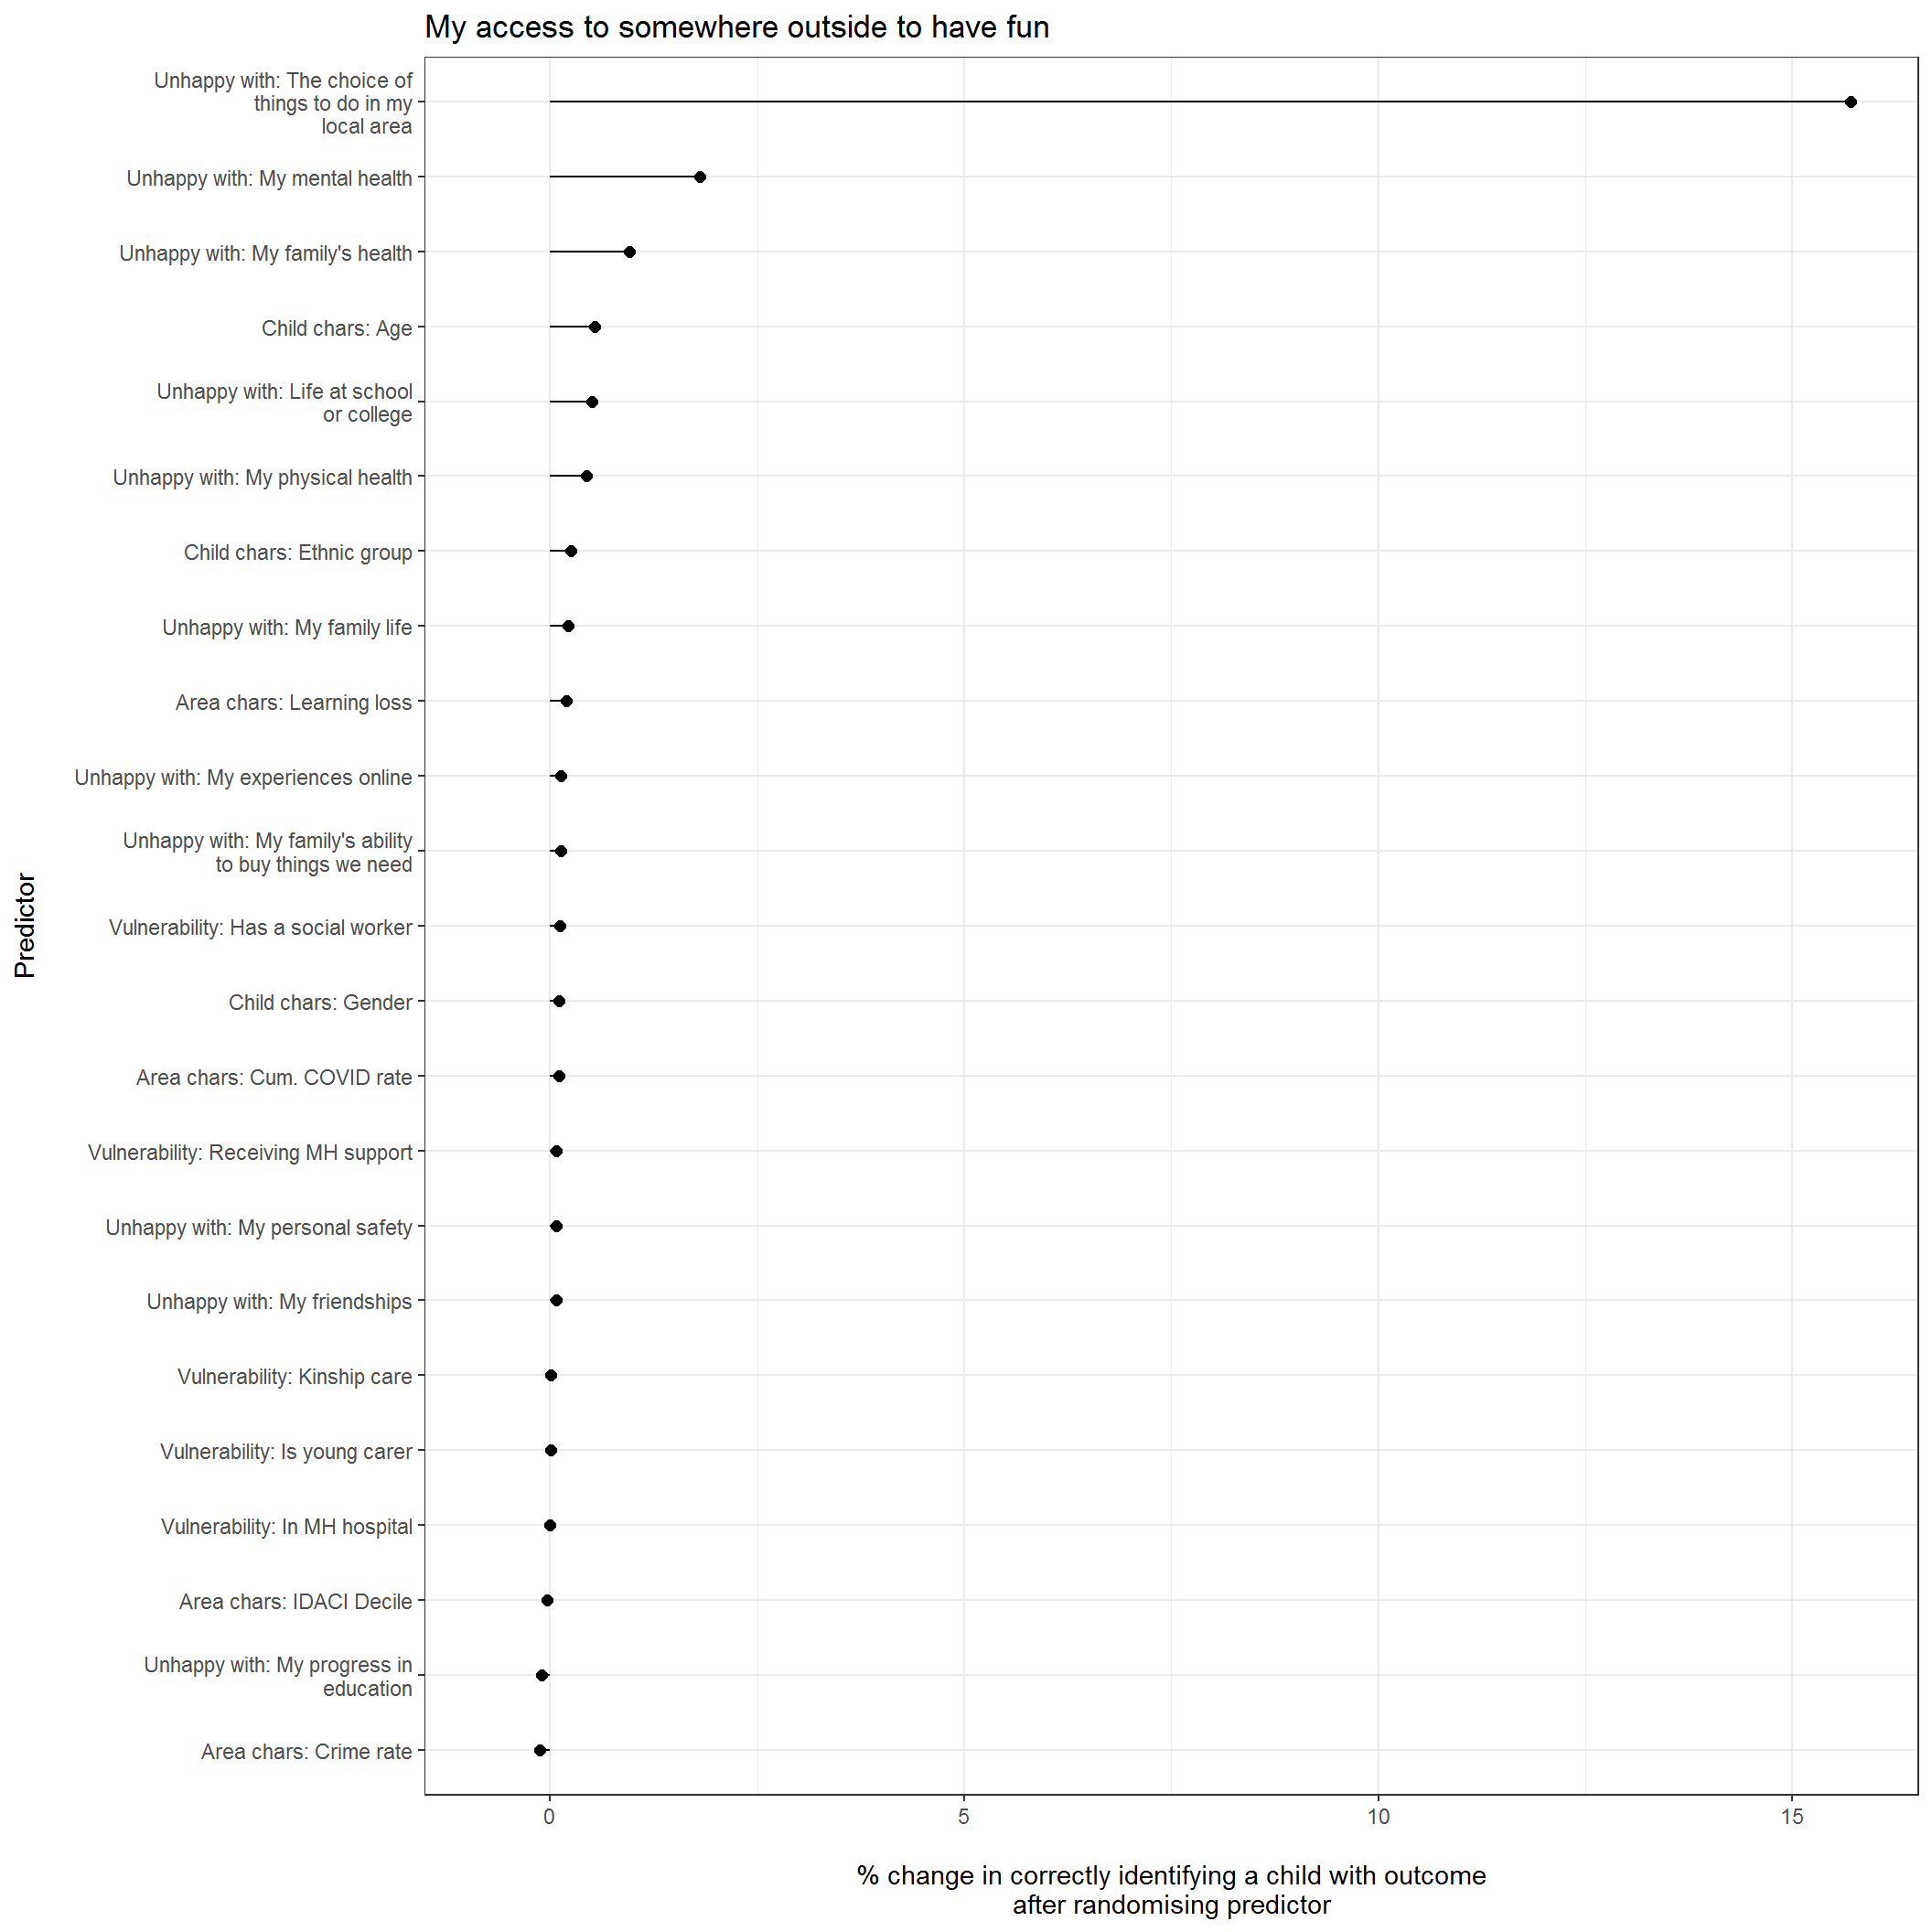 My access to somewhere outside to have fun
Unhappy with: The choice of
things to do in my
local area
Unhappy with: My mental health
Unhappy with: My family's health
Child chars: Age
Unhappy with: Life at school
or college
Unhappy with: My physical health
Child chars: Ethnic group
Unhappy with: My family life
Area chars: Learning loss
Unhappy with: My experiences online
Unhappy with: My family's ability
to buy things we need
Vulnerability: Has a social worker
Child chars: Gender
Area chars: Cum. COVID rate
Vulnerability: Receiving MH support
Unhappy with: My personal safety
Unhappy with: My friendships
Vulnerability: Kinship care
Vulnerability: Is young carer
Vulnerability: In MH hospital
Area chars: IDACI Decile
Unhappy with: My progress in
education
Area chars: Crime rate
Predictor
0 5 10 15
% change in correctly identifying a child with outcome
after randomising predictor